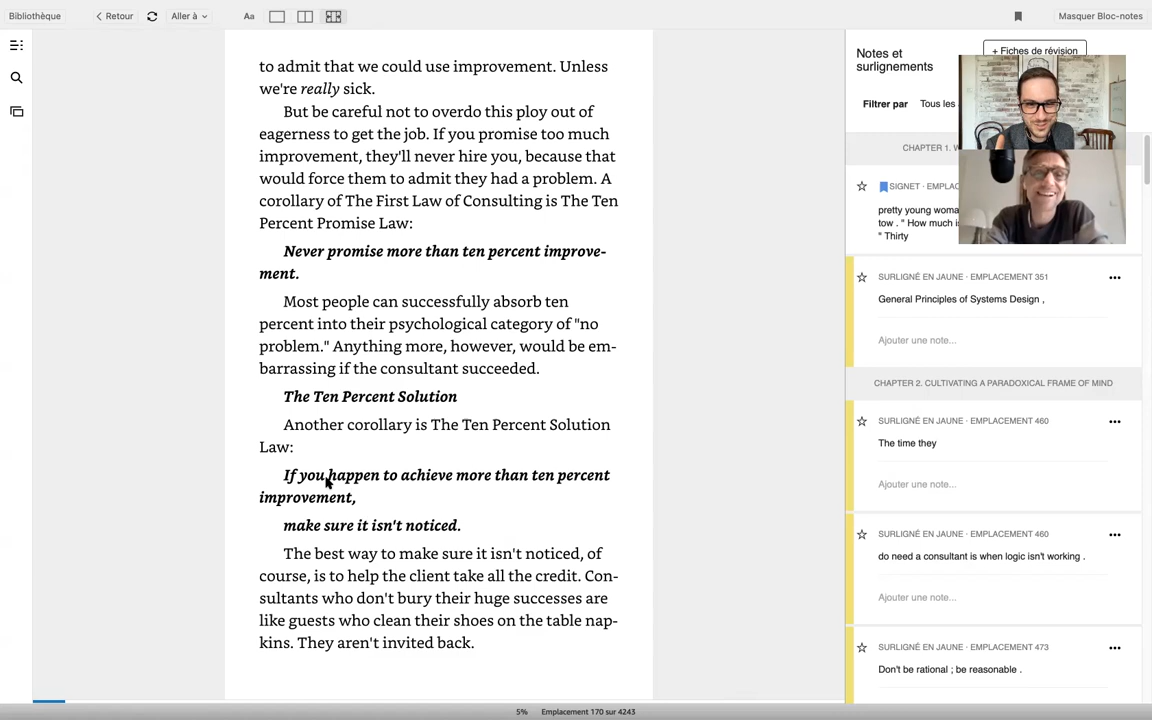 Bibliothèque
Retour
Aller à
Aa
Masquer Bloc-notes
to admit that we could use improvement. Unless
we're really sick.
But be careful not to overdo this ploy out of
eagerness to get the job. If you promise too much
improvement, they'll never hire you, because that
would force them to admit they had a problem. A
corollary of The First Law of Consulting is The Ten
Percent Promise Law:
Never promise more than ten percent improve-
ment.
Most people can successfully absorb ten
percent into their psychological category of "no
problem." Anything more, however, would be em-
barrassing if the consultant succeeded.
The Ten Percent Solution
Another corollary is The Ten Percent Solution
Law:
If you happen to achieve more than ten percent
improvement,
make sure it isn't noticed.
The best way to make sure it isn't noticed, of
course, is to help the client take all the credit. Con-
sultants who don't bury their huge successes are
like guests who clean their shoes on the table nap-
kins. They aren't invited back.
Notes et
surlignements
+ Fiches de révision
Filtrer par
Tous les
CHAPTER 1.
SIGNET ·
pretty young
tow . " How much
" Thirty
SURLIGNÉ EN JAUNE · EMPLACEMENT 351
General Principles of Systems Design ,
Ajouter une note...
CHAPTER 2. CULTIVATING A PARADOXICAL FRAME OF MIND
SURLIGNÉ EN JAUNE · EMPLACEMENT 460
The time they
Ajouter une note...
SURLIGNÉ EN JAUNE · EMPLACEMENT 460
do need a consultant is when logic isn't working .
Ajouter une note...
SURLIGNÉ EN JAUNE · EMPLACEMENT 473
Don't be rational ; be reasonable .
5% Emplacement 170 sur 4243